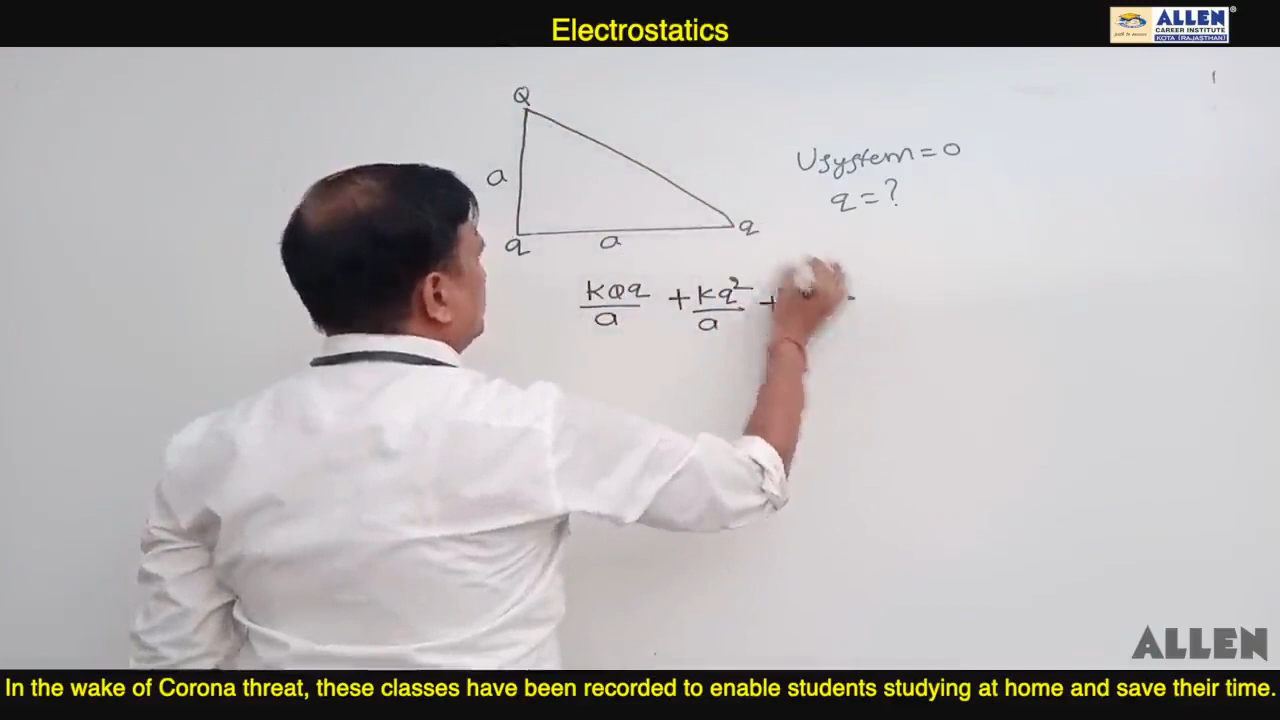 Electrostatics
ALLEN
CAREER INSTITUTE
KOTA (RAJASTHAN)
Q
a
q
a
q
Usystem = 0
q = ?
KQq/a + Kq²/a +
ALLEN
In the wake of Corona threat, these classes have been recorded to enable students studying at home and save their time.